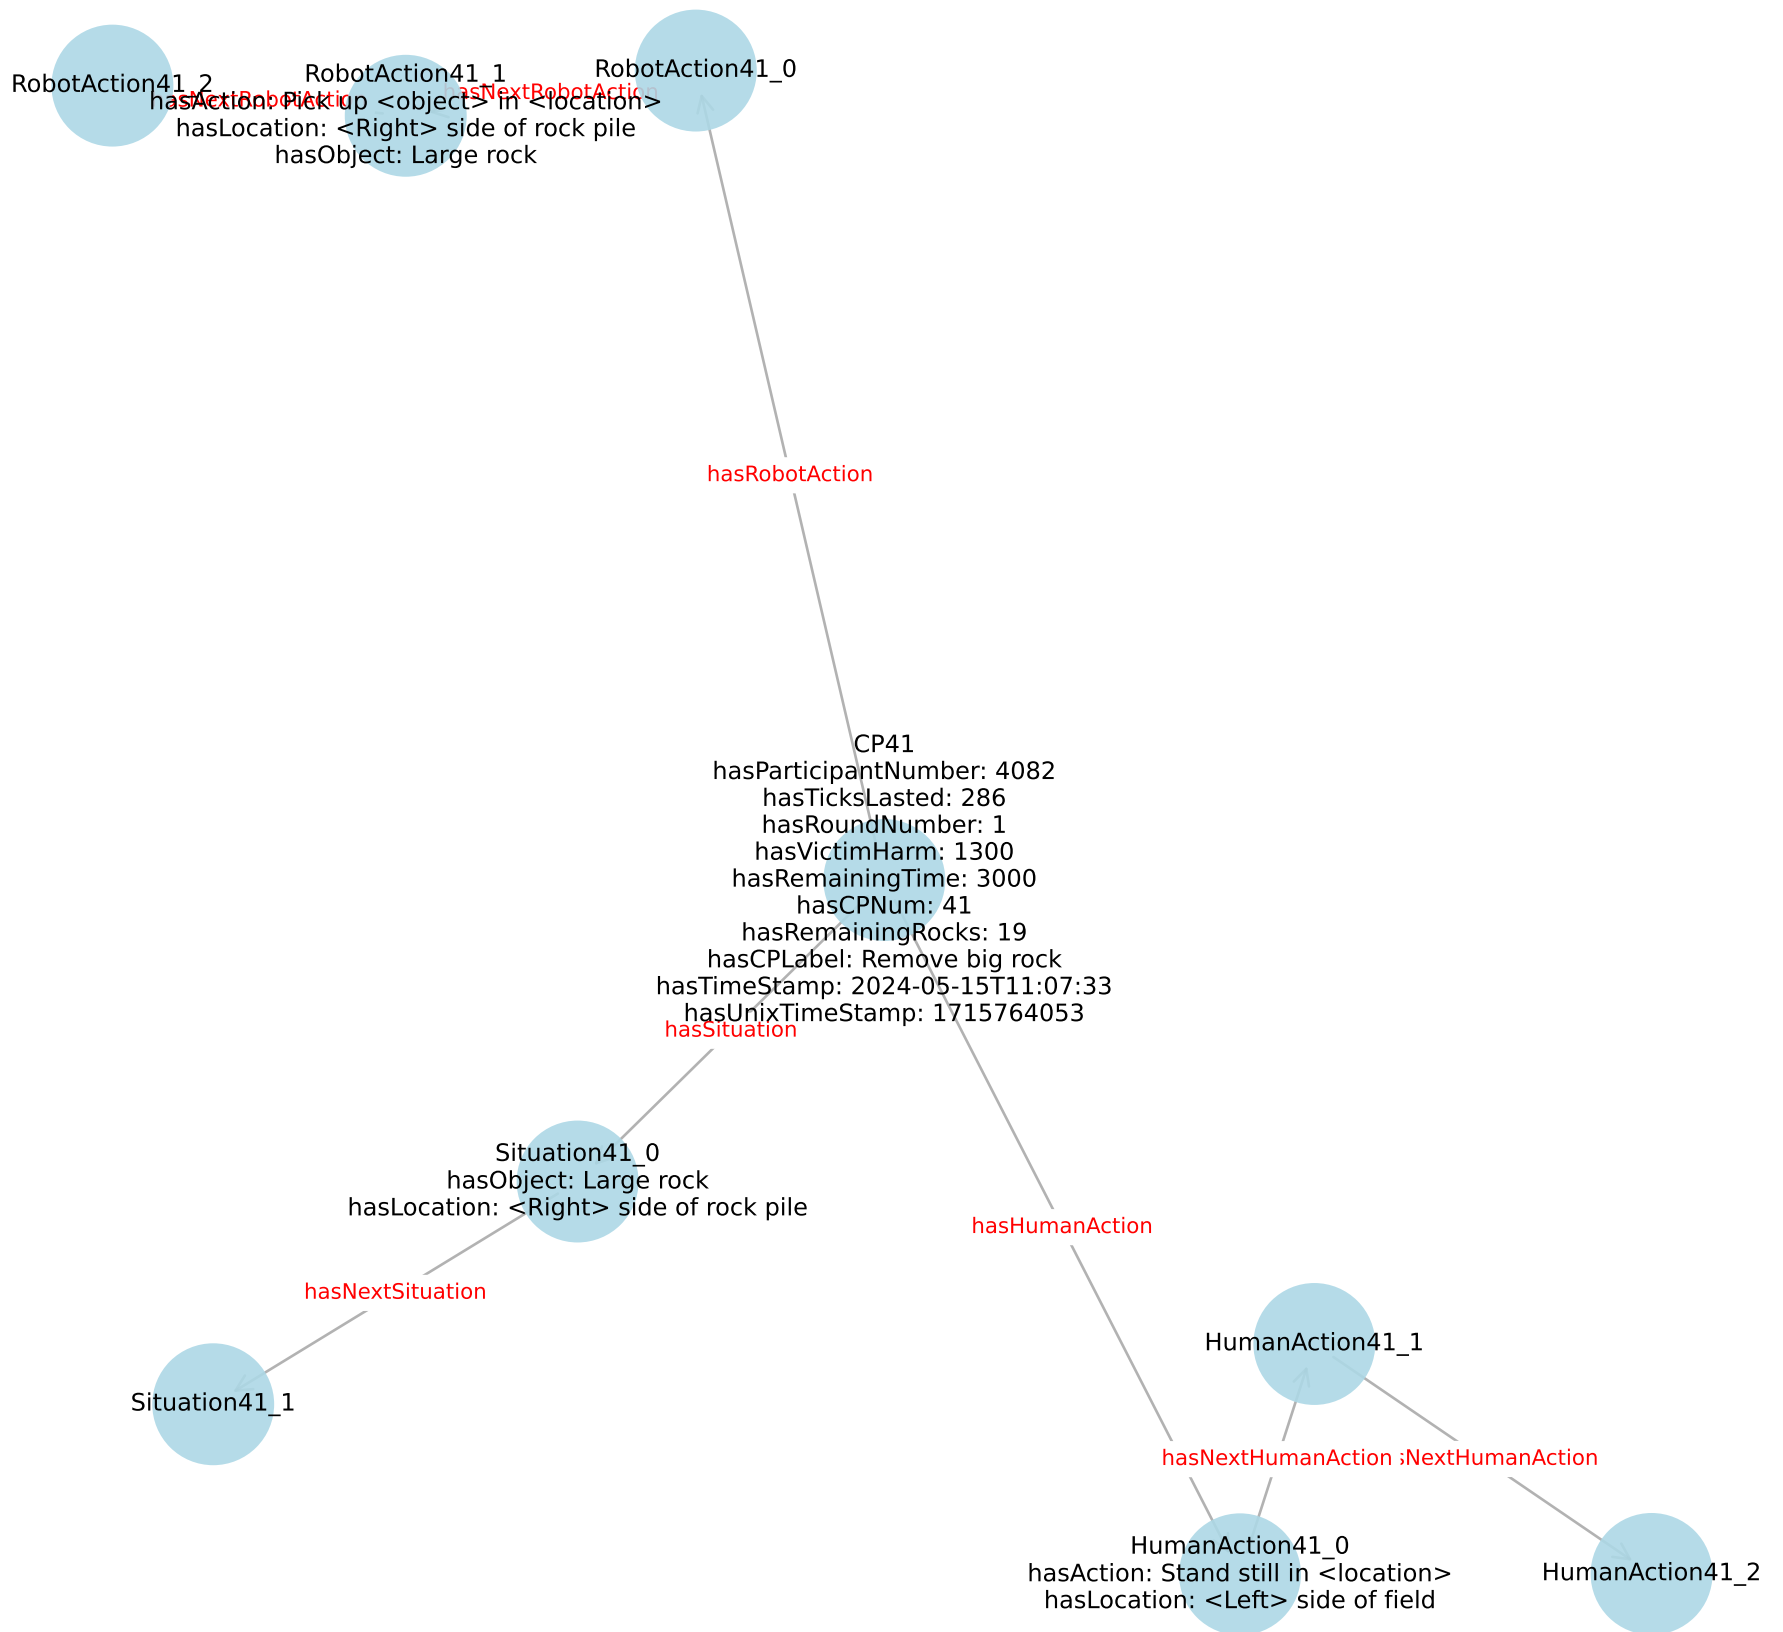 RobotAction41_0
RobotAction41_1
hasAction: Pick up <object> in <location>
hasLocation: <Right> side of rock pile
hasObject: Large rock
RobotAction41_2
hasNextRobotAction
hasRobotAction
CP41
hasParticipantNumber: 4082
hasTicksLasted: 286
hasRoundNumber: 1
hasVictimHarm: 1300
hasRemainingTime: 3000
hasCPNum: 41
hasRemainingRocks: 19
hasCPLabel: Remove big rock
hasTimeStamp: 2024-05-15T11:07:33
hasUnixTimeStamp: 1715764053
hasSituation
Situation41_0
hasObject: Large rock
hasLocation: <Right> side of rock pile
hasNextSituation
Situation41_1
hasHumanAction
HumanAction41_1
hasNextHumanAction
sNextHumanAction
HumanAction41_0
hasAction: Stand still in <location>
hasLocation: <Left> side of field
HumanAction41_2